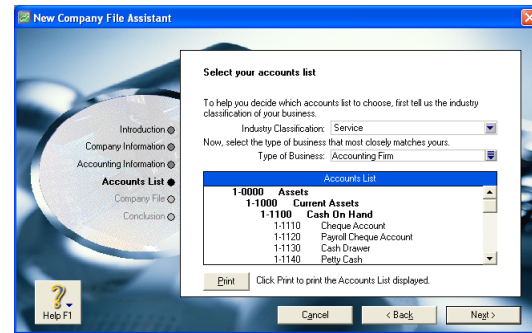 New Company File Assistant
Select your accounts list
To help you decide which accounts list to choose, first tell us the industry
classification of your business.
Industry Classification: Service
Now, select the type of business that most closely matches yours.
Type of Business: Accounting Firm
Introduction
Company Information
Accounting Information
Accounts List
Company File
Conclusion
Accounts List
1-0000 Assets
1-1000 Current Assets
1-1100 Cash On Hand
1-1110 Cheque Account
1-1120 Payroll Cheque Account
1-1130 Cash Drawer
1-1140 Petty Cash
Print Click Print to print the Accounts List displayed.
Help F1
Cancel < Back Next >